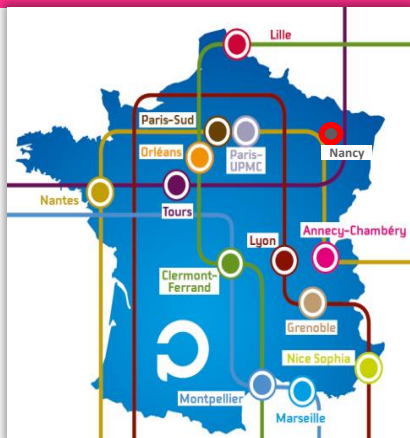 Lille
Paris-Sud
Orléans
Paris-
UPMC
Nancy
Nantes
Tours
Annecy-Chambéry
Lyon
Clermont-
Ferrand
Grenoble
Nice Sophia
Montpellier
Marseille